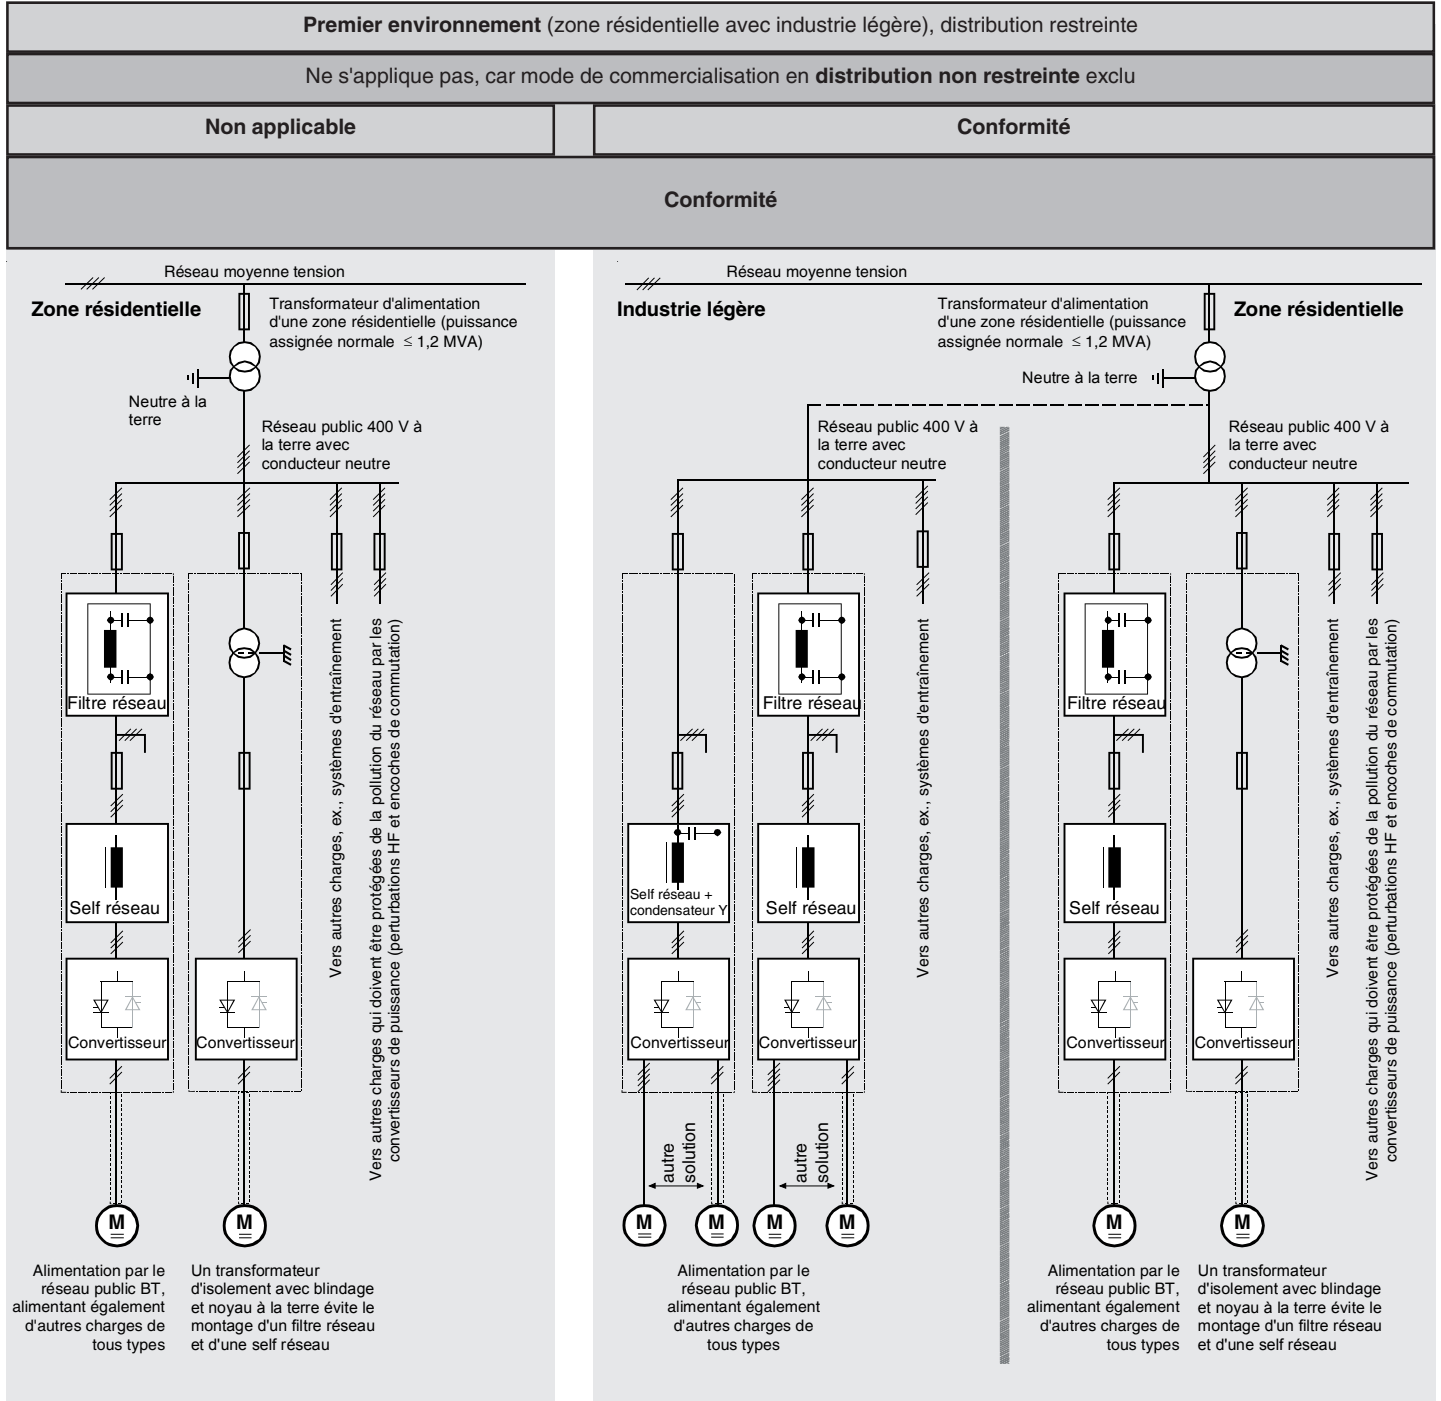 Premier environnement (zone résidentielle avec industrie légère), distribution restreinte
Ne s'applique pas, car mode de commercialisation en distribution non restreinte exclu
Non applicable
Conformité
Conformité
Réseau moyenne tension
Zone résidentielle
Transformateur d'alimentation
d'une zone résidentielle (puissance
assignée normale ≤ 1,2 MVA)
Neutre à la
terre
Réseau public 400 V à
la terre avec
conducteur neutre
Filtre réseau
Self réseau
Convertisseur
Convertisseur
Vers autres charges, ex., systèmes d'entraînement
Vers autres charges qui doivent être protégées de la pollution du réseau par les
convertisseurs de puissance (perturbations HF et encoches de commutation)
M
M
Alimentation par le
réseau public BT,
alimentant également
d'autres charges de
tous types
Un transformateur
d'isolement avec blindage
et noyau à la terre évite le
montage d'un filtre réseau
et d'une self réseau
Réseau moyenne tension
Industrie légère
Transformateur d'alimentation
d'une zone résidentielle (puissance
assignée normale ≤ 1,2 MVA)
Zone résidentielle
Neutre à la terre
Réseau public 400 V à
la terre avec
conducteur neutre
Filtre réseau
Self réseau +
condensateur Y
Self réseau
Convertisseur
Convertisseur
Vers autres charges, ex., systèmes d'entraînement
autre
solution
autre
solution
M
M
M
M
Alimentation par le
réseau public BT,
alimentant également
d'autres charges de
tous types
Réseau public 400 V à
la terre avec
conducteur neutre
Filtre réseau
Self réseau
Convertisseur
Convertisseur
Vers autres charges, ex., systèmes d'entraînement
Vers autres charges qui doivent être protégées de la pollution du réseau par les
convertisseurs de puissance (perturbations HF et encoches de commutation)
M
M
Alimentation par le
réseau public BT,
alimentant également
d'autres charges de
tous types
Un transformateur
d'isolement avec blindage
et noyau à la terre évite le
montage d'un filtre réseau
et d'une self réseau